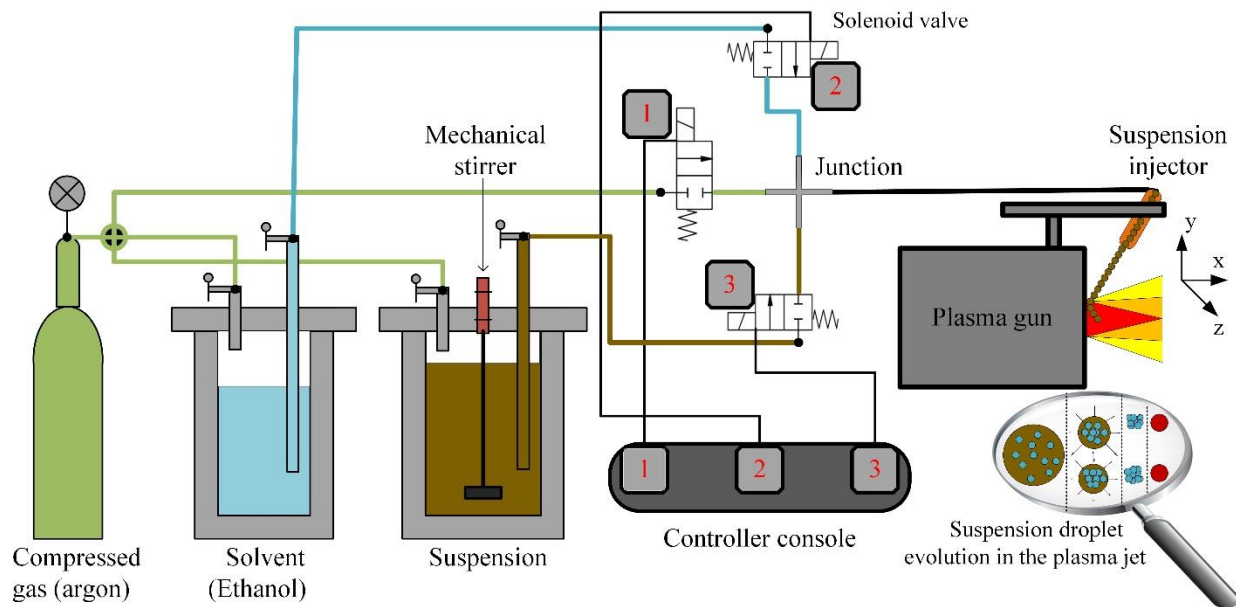 Solenoid valve
2
1
Mechanical
stirrer
Suspension
injector
Junction
y
x
z
3
Plasma gun
1
2
3
Controller console
Compressed
gas (argon)
Solvent
(Ethanol)
Suspension
Suspension droplet
evolution in the plasma jet